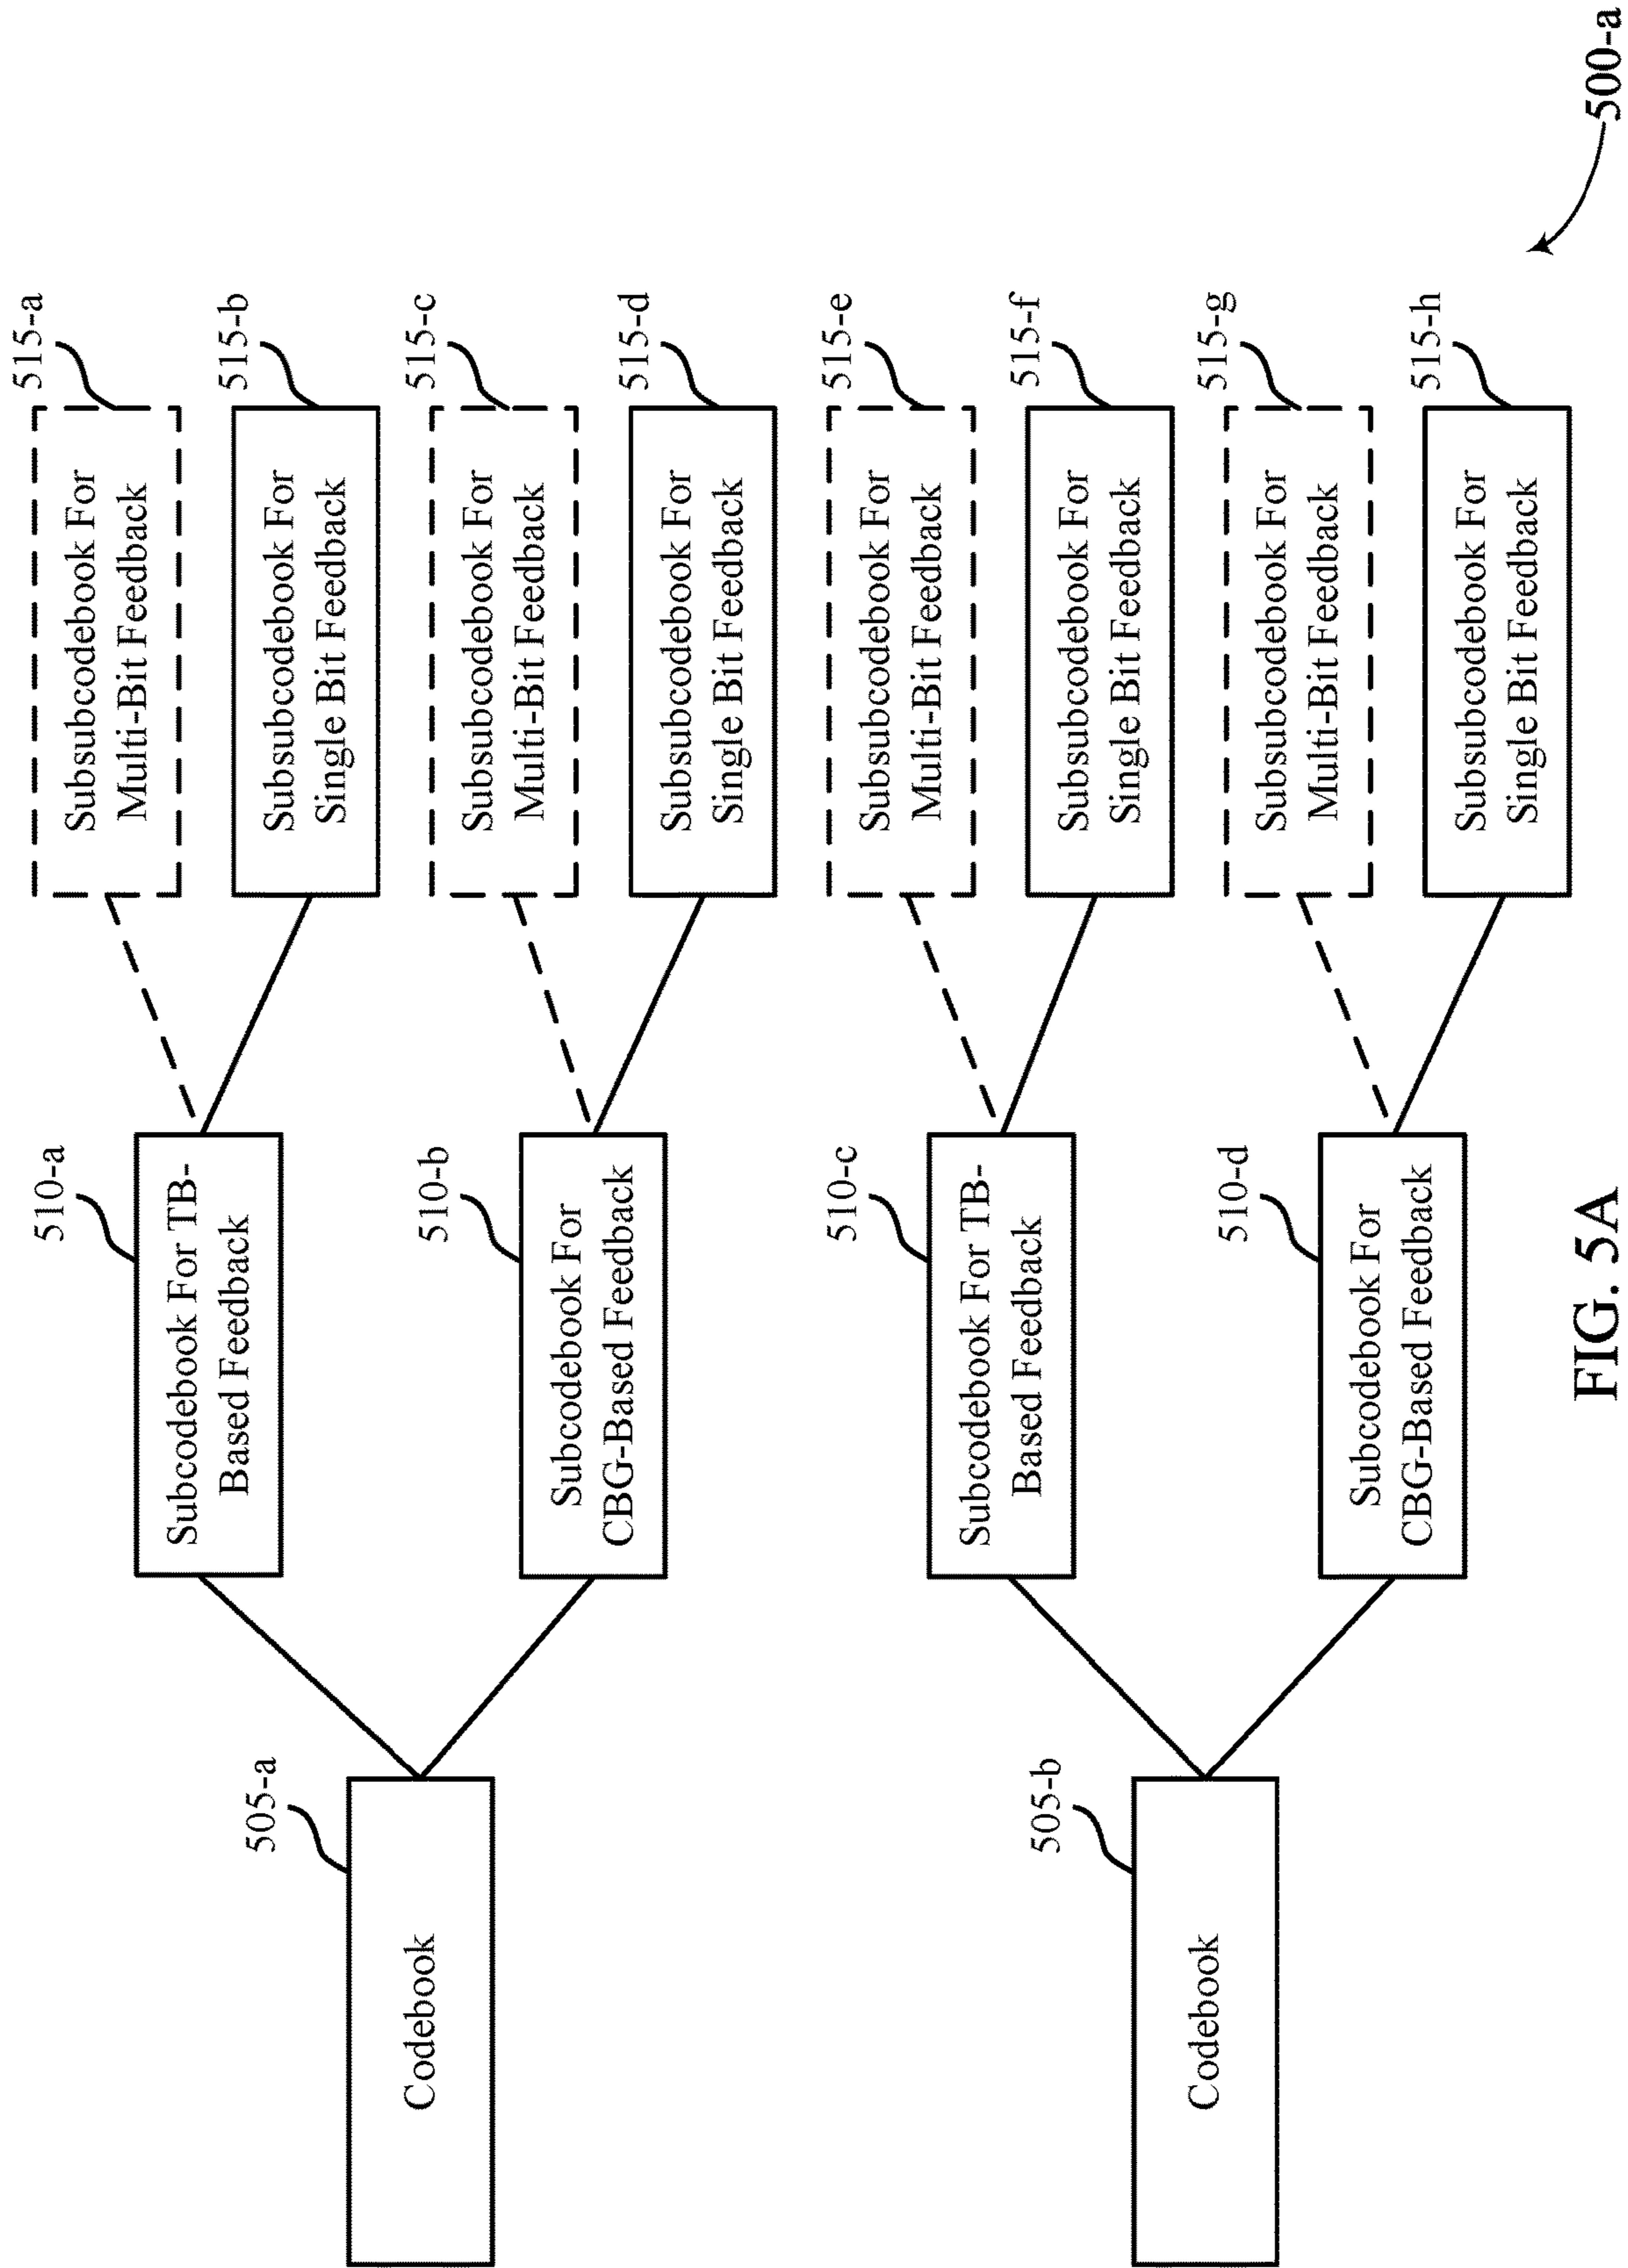 505-a
Codebook
510-a
Subcodebook For TB-
Based Feedback
515-a
Subsubcodebook For
Multi-Bit Feedback
515-b
Subsubcodebook For
Single Bit Feedback
510-b
Subcodebook For
CBG-Based Feedback
515-c
Subsubcodebook For
Multi-Bit Feedback
515-d
Subsubcodebook For
Single Bit Feedback
505-b
Codebook
510-c
Subcodebook For TB-
Based Feedback
515-e
Subsubcodebook For
Multi-Bit Feedback
515-f
Subsubcodebook For
Single Bit Feedback
510-d
Subcodebook For
CBG-Based Feedback
515-g
Subsubcodebook For
Multi-Bit Feedback
515-h
Subsubcodebook For
Single Bit Feedback
500-a
FIG. 5A